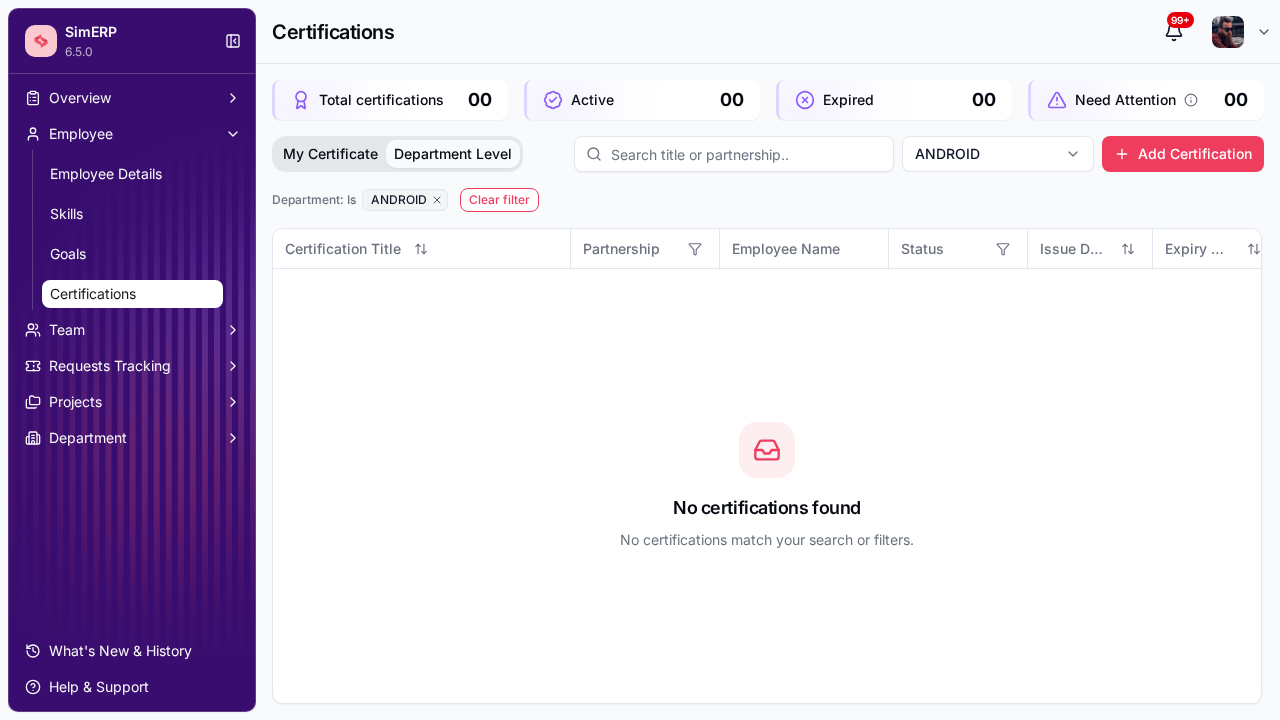 SimERP
6.5.0
Overview
Employee
Employee Details
Skills
Goals
Certifications
Team
Requests Tracking
Projects
Department
What's New & History
Help & Support
Certifications
99+
Total certifications 00
Active 00
Expired 00
Need Attention 00
My Certificate Department Level
Search title or partnership..
ANDROID
Add Certification
Department: Is ANDROID Clear filter
Certification Title Partnership Employee Name Status Issue D... Expiry ...
No certifications found
No certifications match your search or filters.